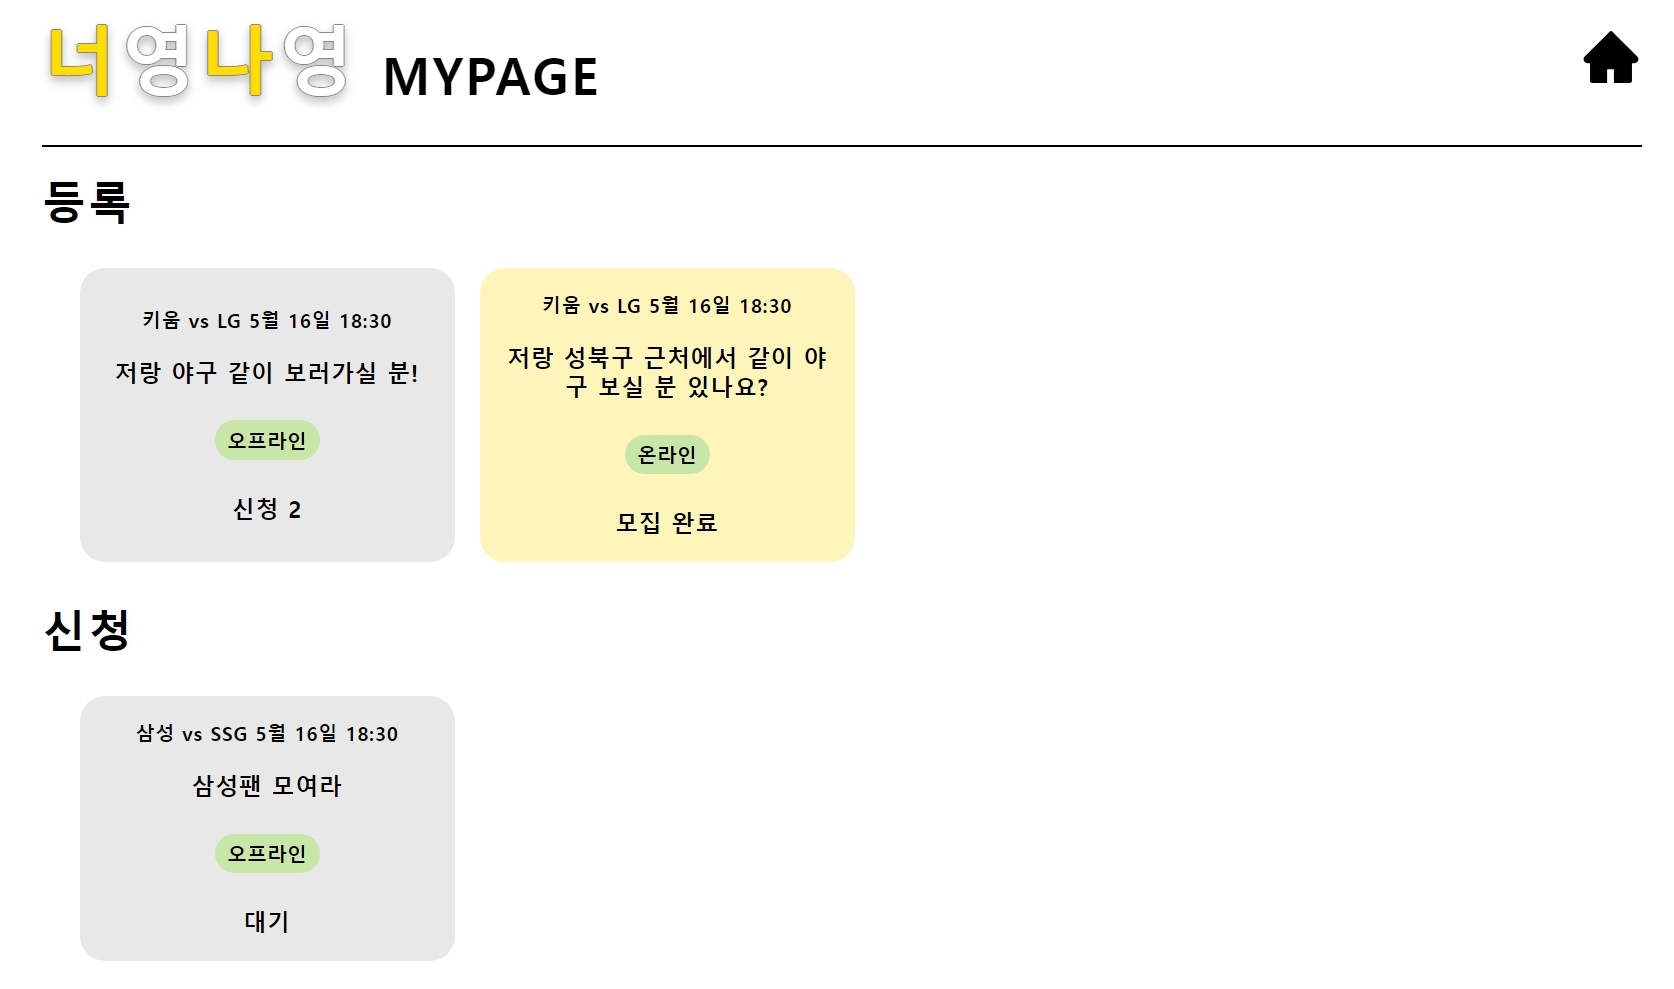 너영나영 MYPAGE
등록
키움 vs LG 5월 16일 18:30
저랑 야구 같이 보러가실 분!
오프라인
신청 2
키움 vs LG 5월 16일 18:30
저랑 성북구 근처에서 같이 야
구 보실 분 있나요?
온라인
모집 완료
신청
삼성 vs SSG 5월 16일 18:30
삼성팬 모여라
오프라인
대기